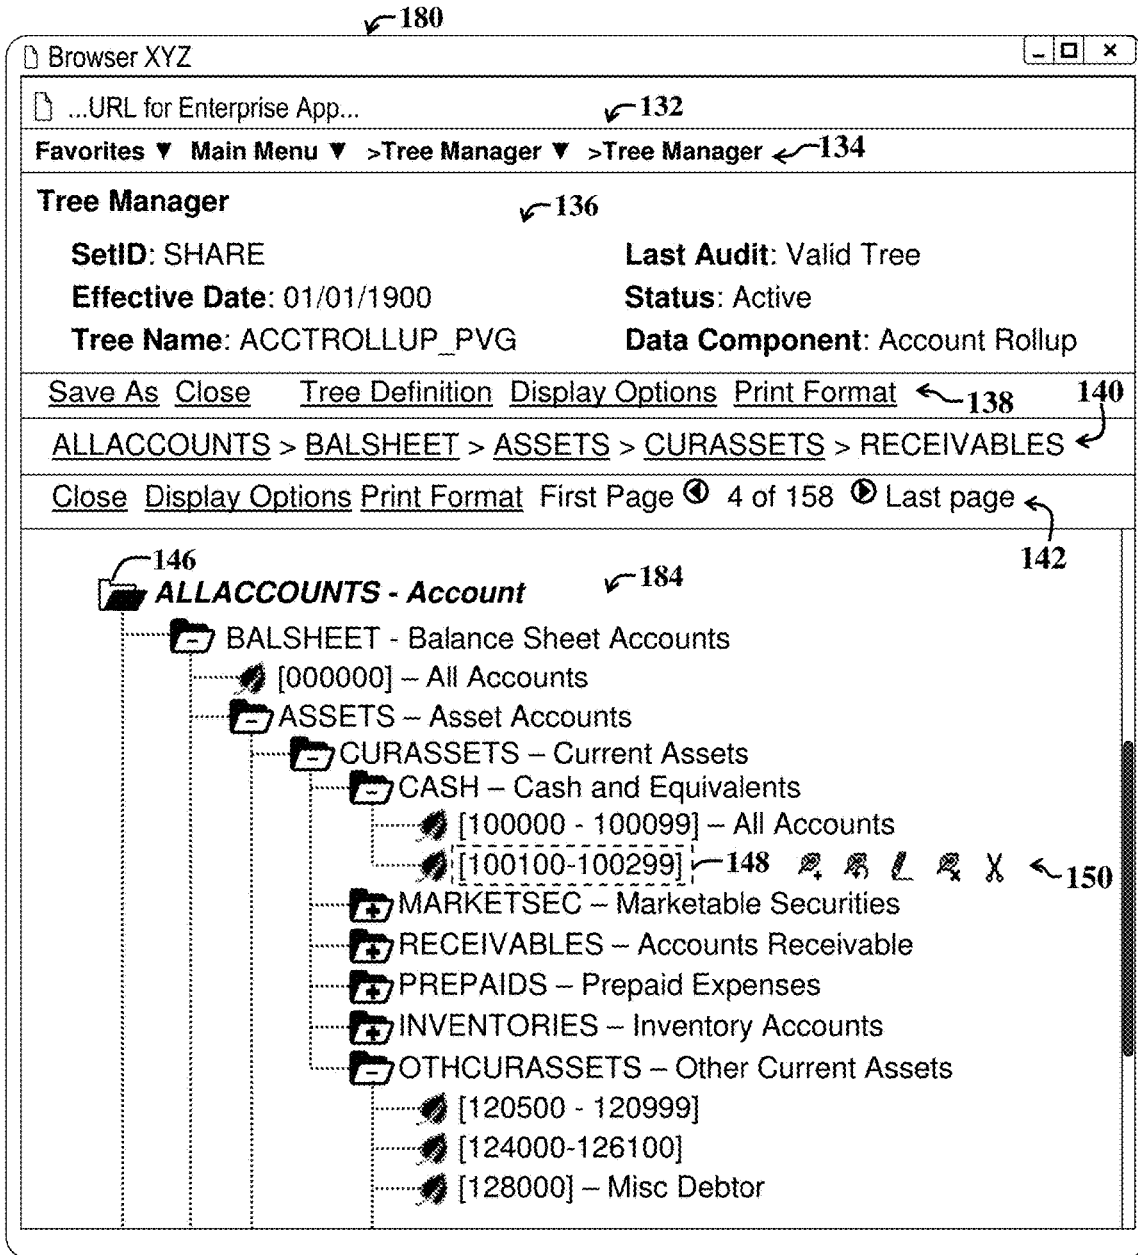 180
Browser XYZ
...URL for Enterprise App... 132
Favorites ▼ Main Menu ▼ >Tree Manager ▼ >Tree Manager 134
Tree Manager 136
SetID: SHARE Last Audit: Valid Tree
Effective Date: 01/01/1900 Status: Active
Tree Name: ACCTROLLUP_PVG Data Component: Account Rollup
Save As Close Tree Definition Display Options Print Format 138 140
ALLACCOUNTS > BALSHEET > ASSETS > CURASSETS > RECEIVABLES
Close Display Options Print Format First Page 4 of 158 Last page
142
146
ALLACCOUNTS - Account 184
BALSHEET - Balance Sheet Accounts
[000000] – All Accounts
ASSETS – Asset Accounts
CURASSETS – Current Assets
CASH – Cash and Equivalents
[100000 - 100099] – All Accounts
[100100-100299] 148 150
MARKETSEC – Marketable Securities
RECEIVABLES – Accounts Receivable
PREPAIDS – Prepaid Expenses
INVENTORIES – Inventory Accounts
OTHCURASSETS – Other Current Assets
[120500 - 120999]
[124000-126100]
[128000] – Misc Debtor